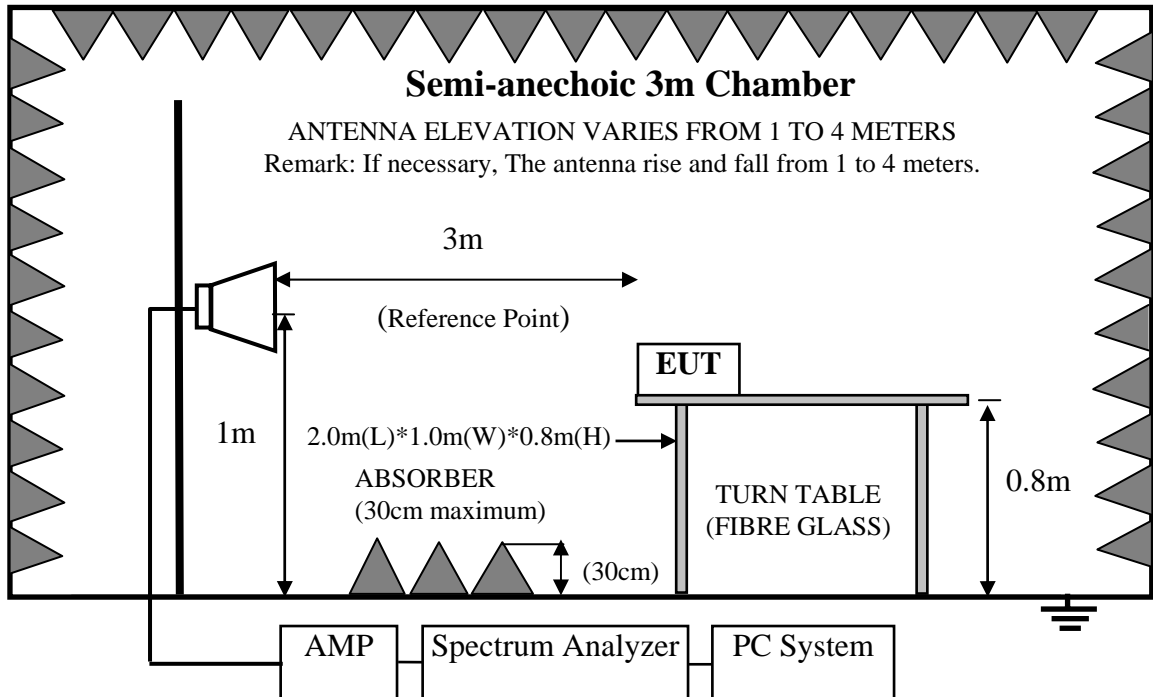 Semi-anechoic 3m Chamber
ANTENNA ELEVATION VARIES FROM 1 TO 4 METERS
Remark: If necessary, The antenna rise and fall from 1 to 4 meters.
3m
(Reference Point)
EUT
1m
2.0m(L)*1.0m(W)*0.8m(H)
ABSORBER
(30cm maximum)
TURN TABLE
(FIBRE GLASS)
0.8m
(30cm)
AMP
Spectrum Analyzer
PC System